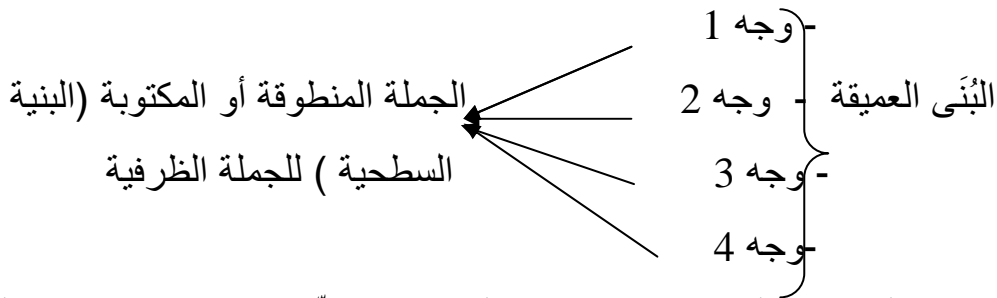 - وجه 1
البُنَى العميقة - وجه 2 الجملة المنطوقة أو المكتوبة (البنية
- وجه 3 السطحية ) للجملة الظرفية
- وجه 4